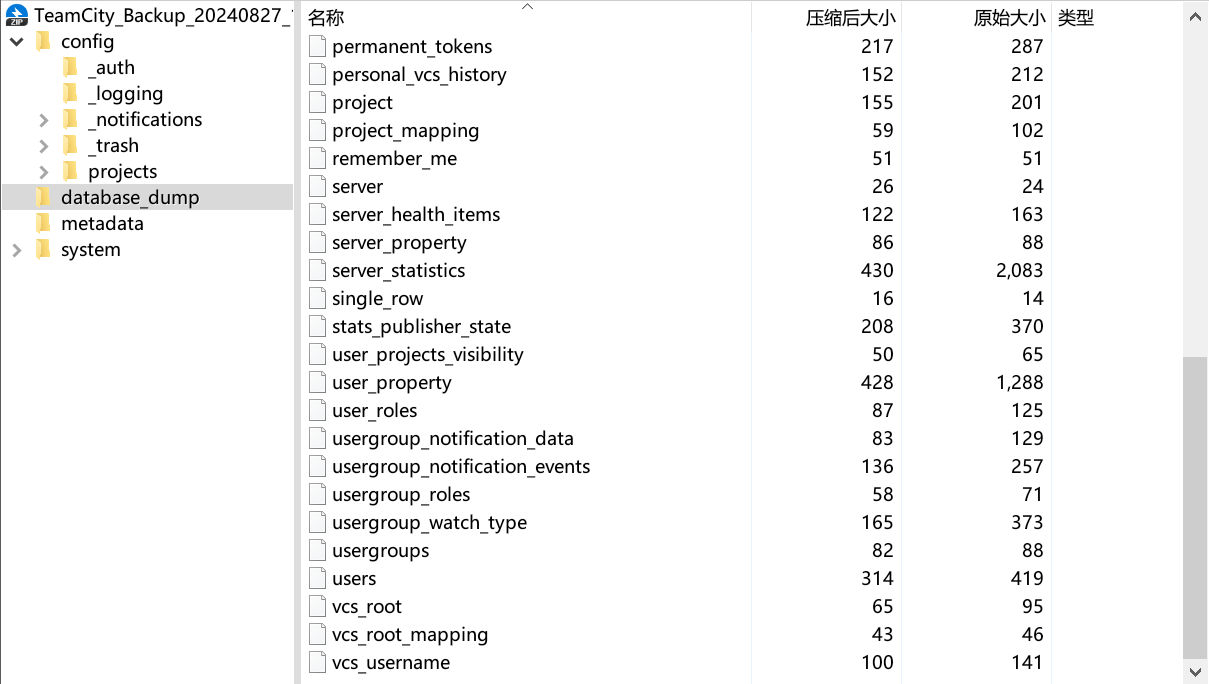 TeamCity_Backup_20240827_
config
_auth
_logging
_notifications
_trash
projects
database_dump
metadata
system
名称 压缩后大小 原始大小 类型
permanent_tokens 217 287
personal_vcs_history 152 212
project 155 201
project_mapping 59 102
remember_me 51 51
server 26 24
server_health_items 122 163
server_property 86 88
server_statistics 430 2,083
single_row 16 14
stats_publisher_state 208 370
user_projects_visibility 50 65
user_property 428 1,288
user_roles 87 125
usergroup_notification_data 83 129
usergroup_notification_events 136 257
usergroup_roles 58 71
usergroup_watch_type 165 373
usergroups 82 88
users 314 419
vcs_root 65 95
vcs_root_mapping 43 46
vcs_username 100 141